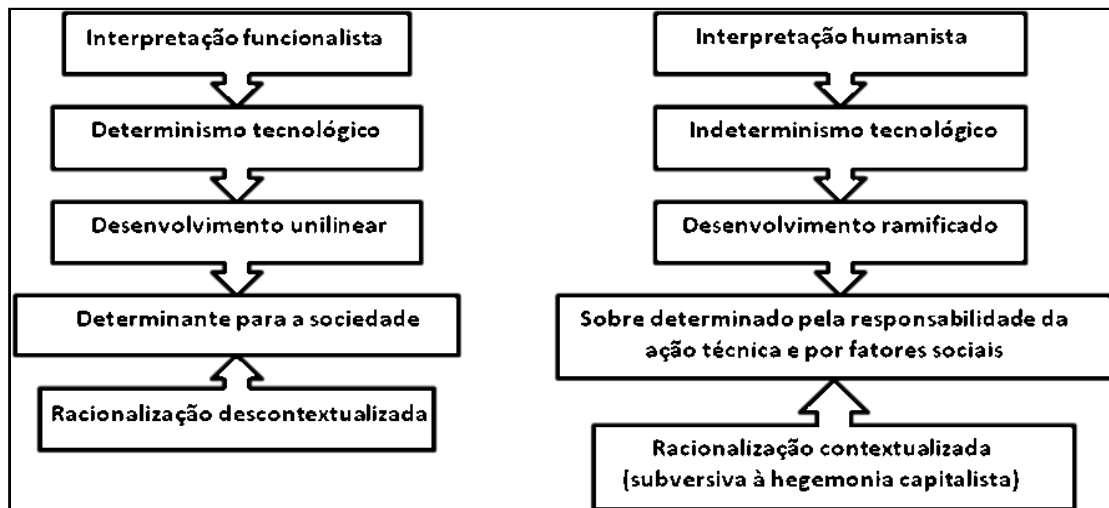 Interpretação funcionalista
Determinismo tecnológico
Desenvolvimento unilinear
Determinante para a sociedade
Racionalização descontextualizada
Interpretação humanista
Indeterminismo tecnológico
Desenvolvimento ramificado
Sobre determinado pela responsabilidade da
ação técnica e por fatores sociais
Racionalização contextualizada
(subversiva à hegemonia capitalista)